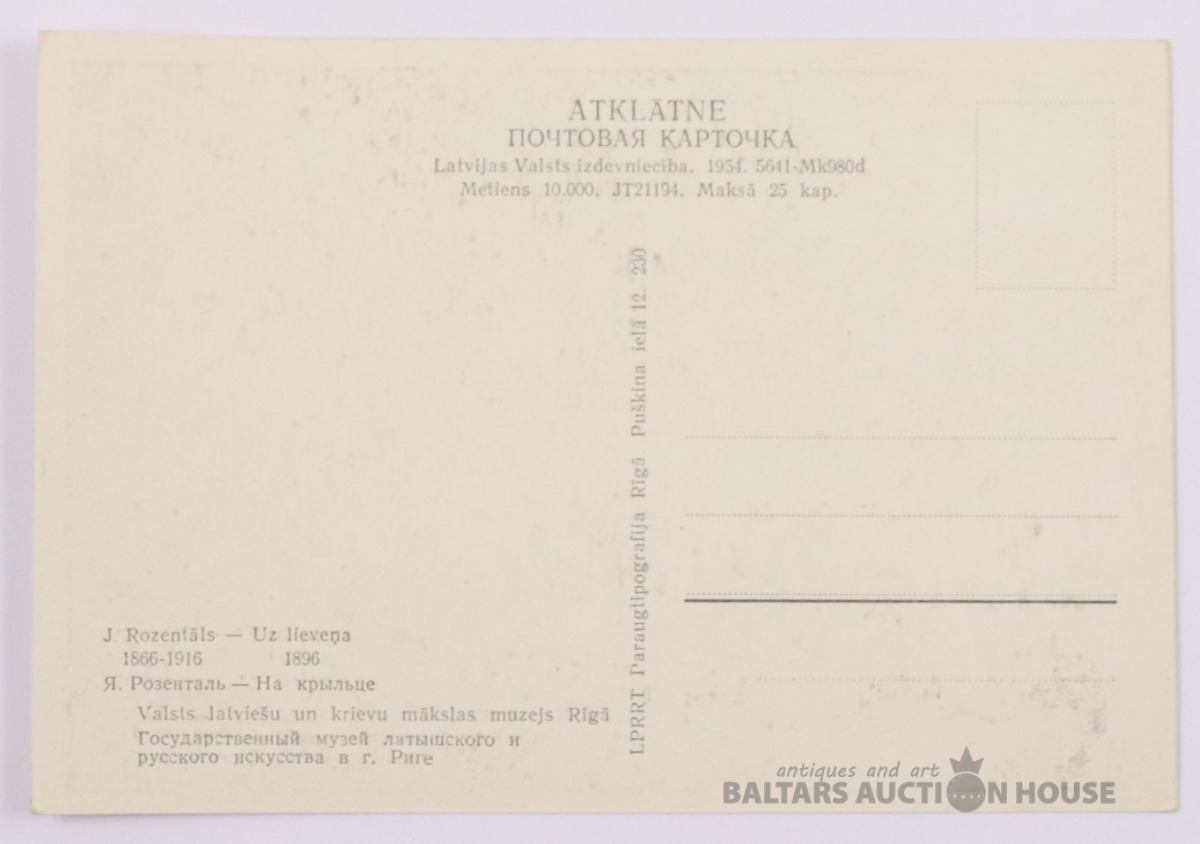 ATKLĀTNE
ПОЧТОВАЯ КАРТОЧКА
Latvijas Valsts izdevniecība. 1954. 5641-Mk980d
Metiens 10.000. JT21194. Maksā 25 kap.
LPRRT Paraugtipografija Rīgā Puškina ielā 12. 230
J. Rozentāls — Uz lieveņa
1866-1916 1896
Я. Розенталь — На крыльце
Valsts latviešu un krievu mākslas muzejs Rīgā
Государственный музей латышского и
русского искусства в г. Риге
antiques and art
BALTARS AUCTION HOUSE